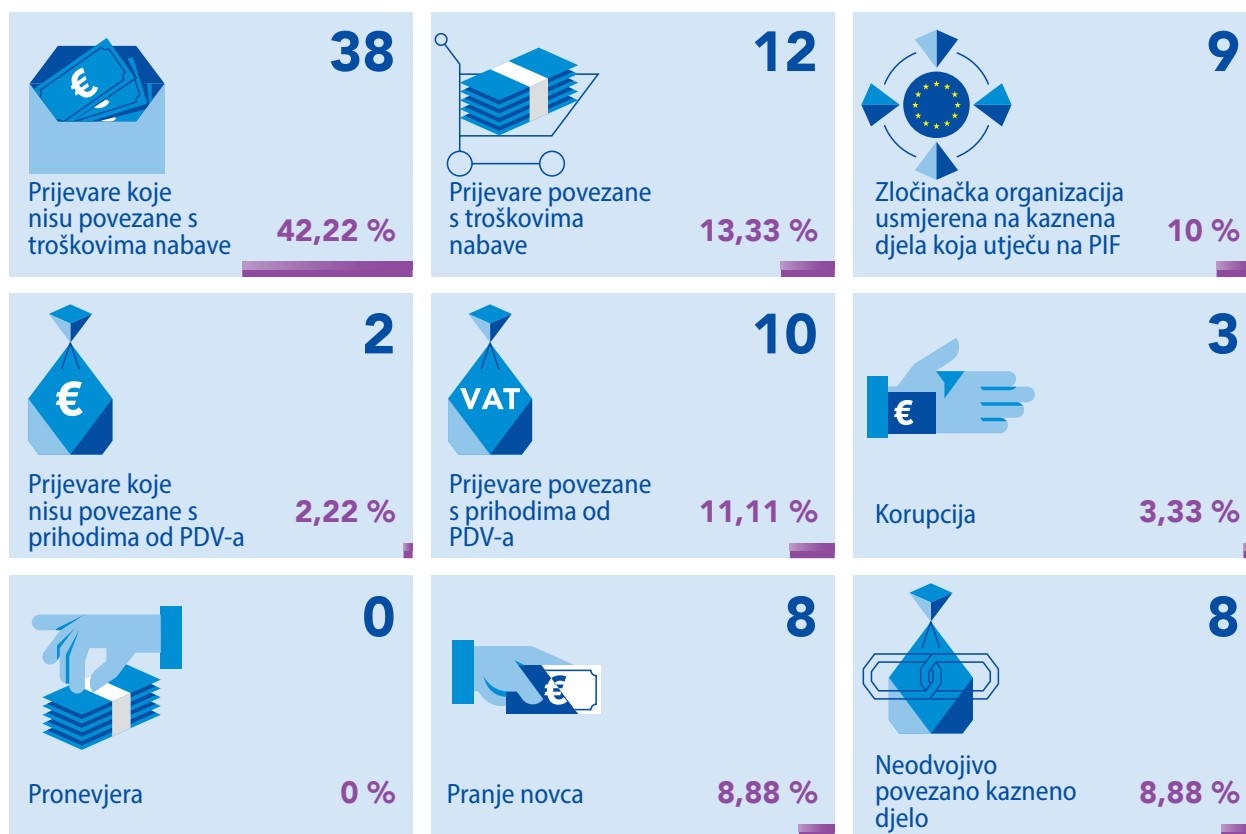 38
€
Prijevare koje
nisu povezane s
troškovima nabave
42,22 %
12
Prijevare povezane
s troškovima
nabave
13,33 %
9
Zločinačka organizacija
usmjerena na kaznena
djela koja utječu na PIF
10 %
2
€
Prijevare koje
nisu povezane s
prihodima od PDV-a
2,22 %
10
VAT
Prijevare povezane
s prihodima od
PDV-a
11,11 %
3
€
Korupcija
3,33 %
0
Pronevjera
0 %
8
€
Pranje novca
8,88 %
8
Neodvojivo
povezano kazneno
djelo
8,88 %